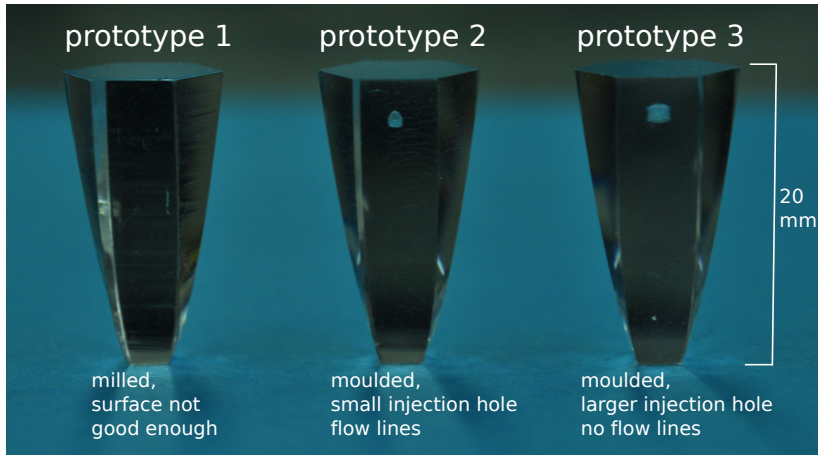 prototype 1
prototype 2
prototype 3
20
mm
milled,
surface not
good enough
moulded,
small injection hole
flow lines
moulded,
larger injection hole
no flow lines